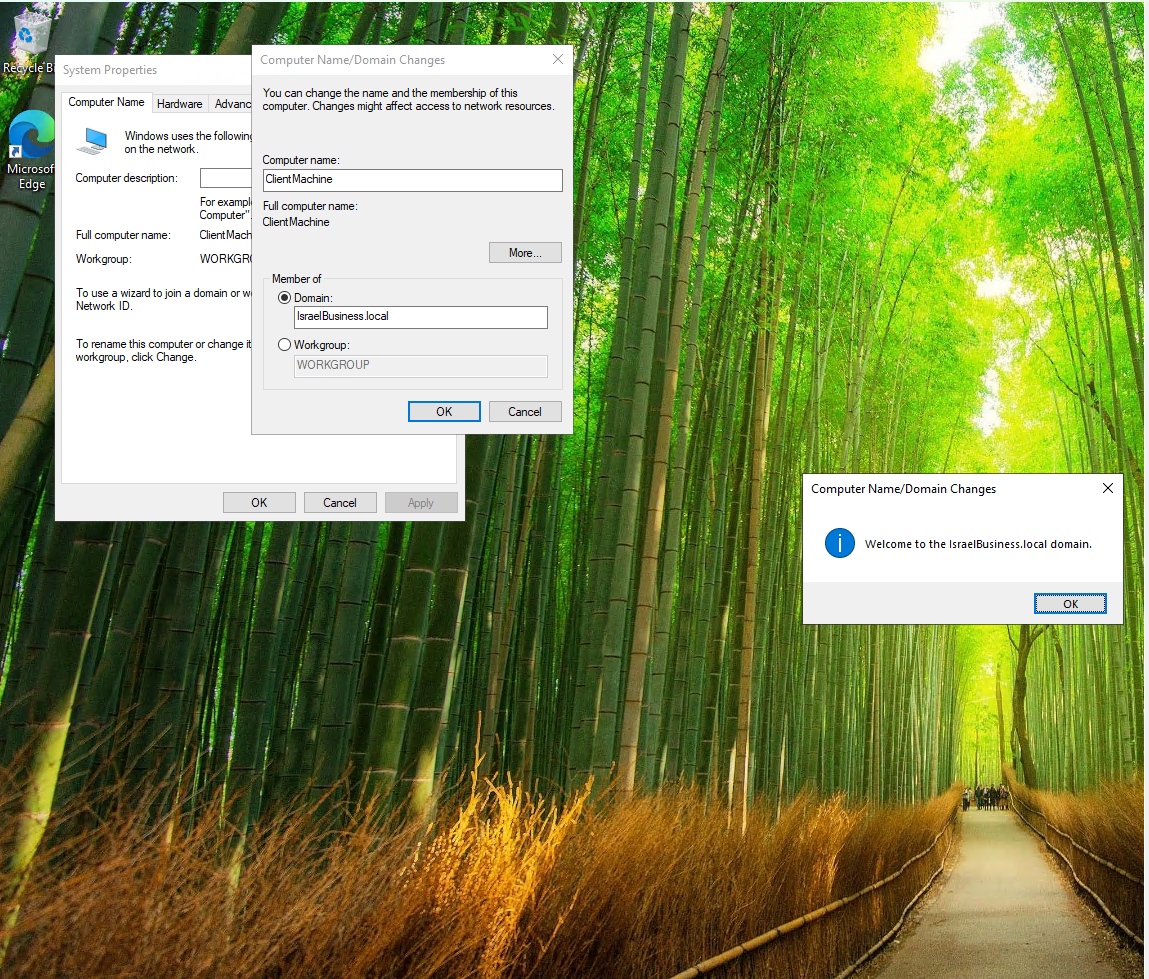 Recycle Bi
Microsof
Edge
System Properties
Computer Name
Hardware
Advanc
Windows uses the following
on the network.
Computer description:
For example
Computer".
Full computer name:
ClientMach
Workgroup:
WORKGRO
To use a wizard to join a domain or wo
Network ID.
To rename this computer or change it
workgroup, click Change.
OK
Cancel
Apply
Computer Name/Domain Changes
You can change the name and the membership of this
computer. Changes might affect access to network resources.
Computer name:
ClientMachine
Full computer name:
ClientMachine
More...
Member of
Domain:
IsraelBusiness.local
Workgroup:
WORKGROUP
OK
Cancel
Computer Name/Domain Changes
Welcome to the IsraelBusiness.local domain.
OK